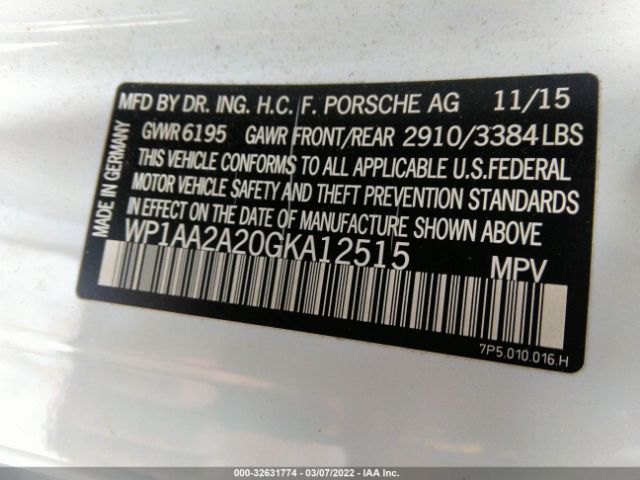 MFD BY DR. ING. H.C. F. PORSCHE AG 11/15
GVWR 6195 GAWR FRONT/REAR 2910/3384 LBS
THIS VEHICLE CONFORMS TO ALL APPLICABLE U.S.FEDERAL
MOTOR VEHICLE SAFETY AND THEFT PREVENTION STANDARDS
IN EFFECT ON THE DATE OF MANUFACTURE SHOWN ABOVE
WP1AA2A20GKA12515 MPV
MADE IN GERMANY
7P5.010.016.H
000-32631774 - 03/07/2022 - IAA Inc.